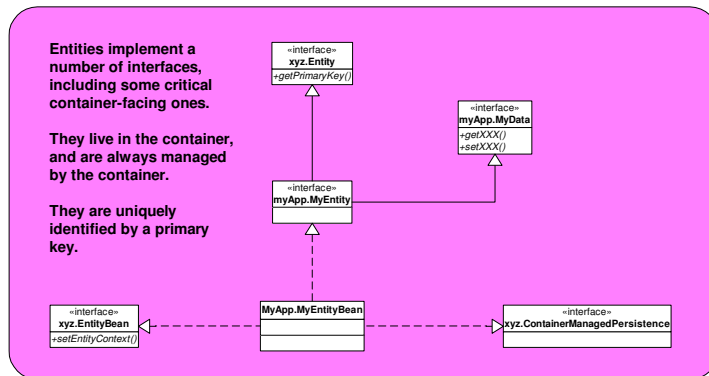 Entities implement a
number of interfaces,
including some critical
container-facing ones.
They live in the container,
and are always managed
by the container.
They are uniquely
identified by a primary
key.
«interface»
xyz.Entity
+getPrimaryKey()
«interface»
myApp.MyData
+getXXX()
+setXXX()
«interface»
myApp.MyEntity
«interface»
xyz.EntityBean
+setEntityContext()
MyApp.MyEntityBean
«interface»
xyz.ContainerManagedPersistence